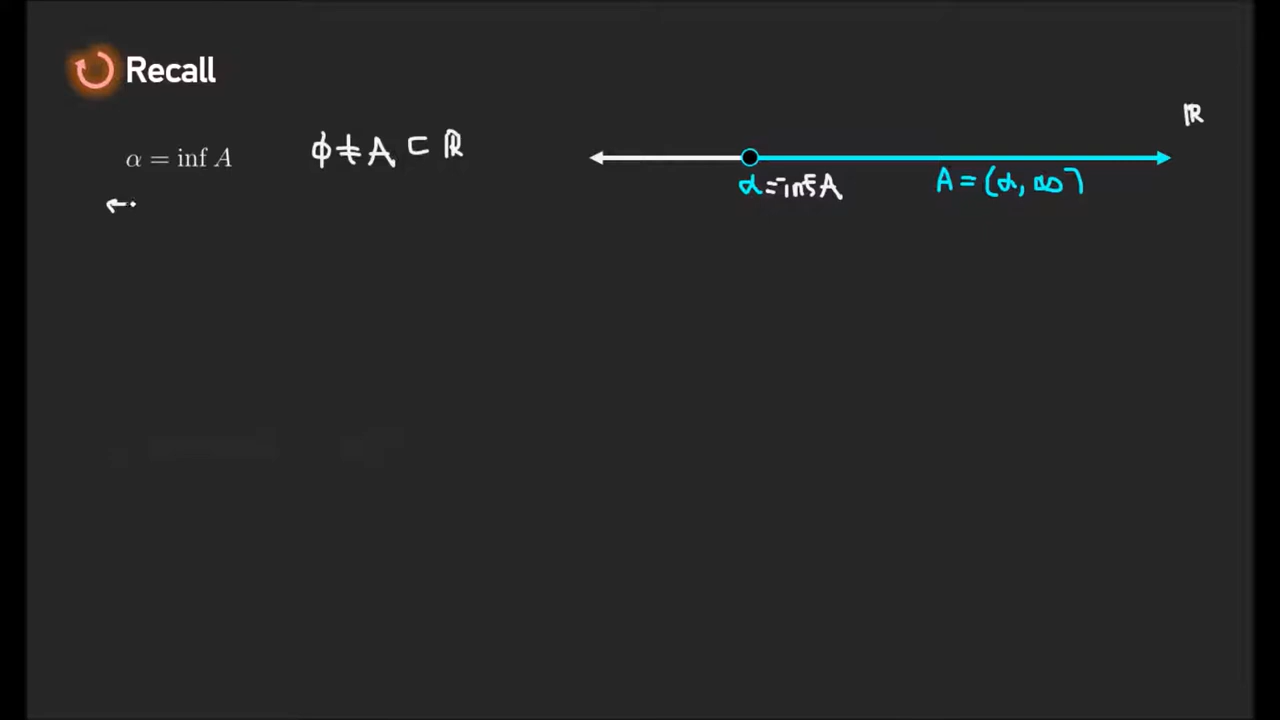 Recall
α = inf A
ϕ ≠ A ⊂ ℝ
ℝ
α = inf A
A = (α, ∞)
←